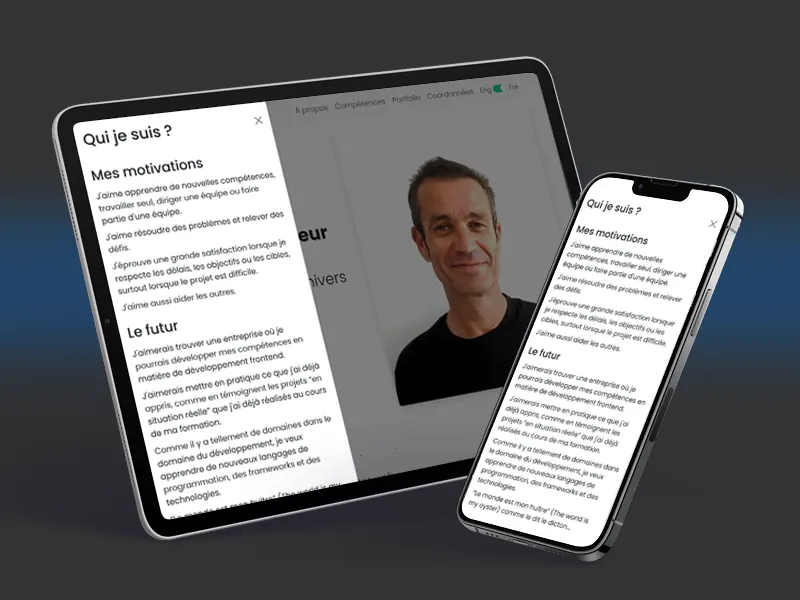 Qui je suis ?
Mes motivations
J'aime apprendre de nouvelles compétences,
travailler seul, diriger une équipe ou faire
partie d'une équipe.
J'aime résoudre des problèmes et relever des
défis.
J'éprouve une grande satisfaction lorsque je
respecte les délais, les objectifs ou les cibles,
surtout lorsque le projet est difficile.
J'aime aussi aider les autres.
Le futur
J'aimerais trouver une entreprise où je
pourrais développer mes compétences en
matière de développement frontend.
J'aimerais mettre en pratique ce que j'ai déjà
appris, comme en témoignent les projets "en
situation réelle" que j'ai déjà réalisés au cours
de ma formation.
Comme il y a tellement de domaines dans le
domaine du développement, je veux
apprendre de nouveaux langages de
programmation, des frameworks et des
technologies.
"Le monde est mon huître" (The world is my
À propos Compétences Portfolio Coordonnées Eng Fre
eur
nivers
Qui je suis ?
Mes motivations
J'aime apprendre de nouvelles
compétences, travailler seul, diriger une
équipe ou faire partie d'une équipe.
J'aime résoudre des problèmes et relever
des défis.
J'éprouve une grande satisfaction lorsque
je respecte les délais, les objectifs ou les
cibles, surtout lorsque le projet est difficile.
J'aime aussi aider les autres.
Le futur
J'aimerais trouver une entreprise où je
pourrais développer mes compétences en
matière de développement frontend.
J'aimerais mettre en pratique ce que j'ai
déjà appris, comme en témoignent les
projets "en situation réelle" que j'ai déjà
réalisés au cours de ma formation.
Comme il y a tellement de domaines dans
le domaine du développement, je veux
apprendre de nouveaux langages de
programmation, des frameworks et des
technologies.
"Le monde est mon huître" (The world is
my oyster) comme le dit le dicton...